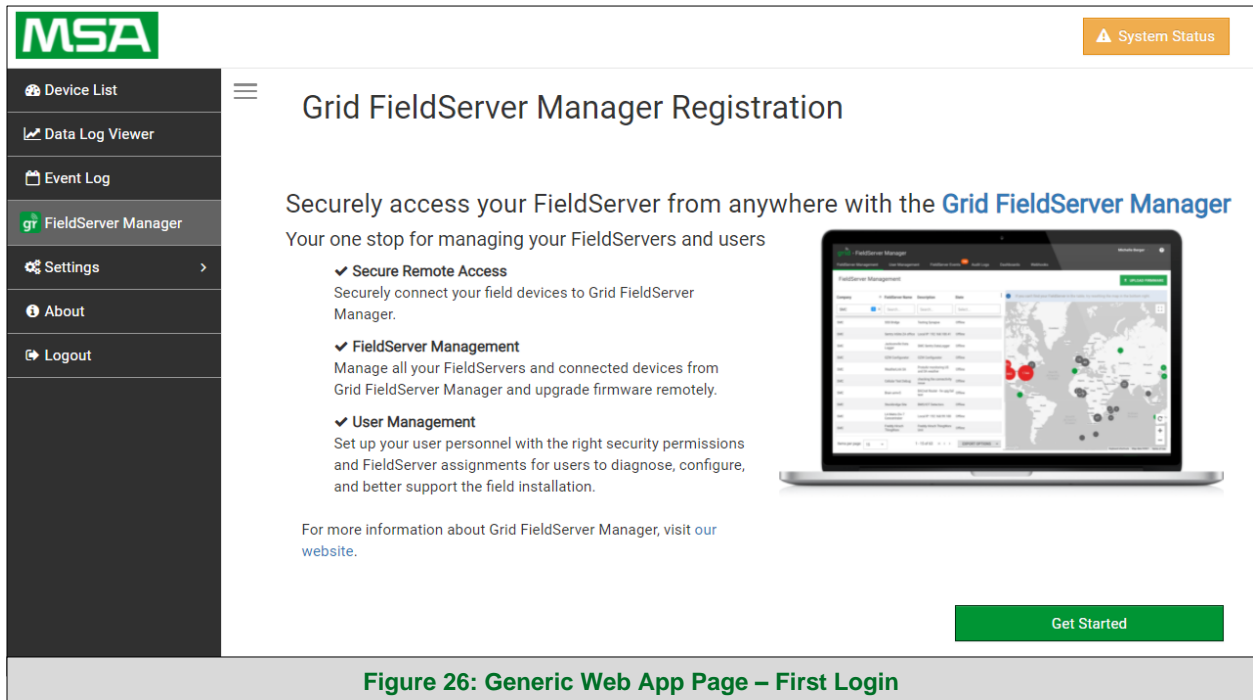 MSA
System Status
Device List
Data Log Viewer
Event Log
gr FieldServer Manager
Settings
About
Logout
Grid FieldServer Manager Registration
Securely access your FieldServer from anywhere with the Grid FieldServer Manager
Your one stop for managing your FieldServers and users
Secure Remote Access
Securely connect your field devices to Grid FieldServer
Manager.
FieldServer Management
Manage all your FieldServers and connected devices from
Grid FieldServer Manager and upgrade firmware remotely.
User Management
Set up your user personnel with the right security permissions
and FieldServer assignments for users to diagnose, configure,
and better support the field installation.
For more information about Grid FieldServer Manager, visit our
website.
FieldServer Manager
FieldServer Management
Get Started
Figure 26: Generic Web App Page – First Login